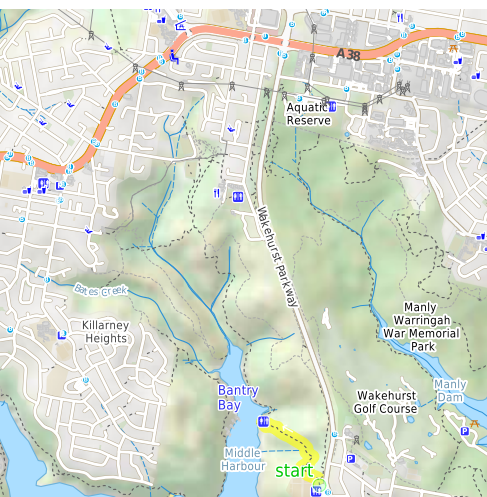 A38
Aquatic
Reserve
Wakehurst Parkway
Bates Creek
Killarney
Heights
Manly
Warringah
War Memorial
Park
Bantry
Bay
Wakehurst
Golf Course
Manly
Dam
Middle
Harbour
start